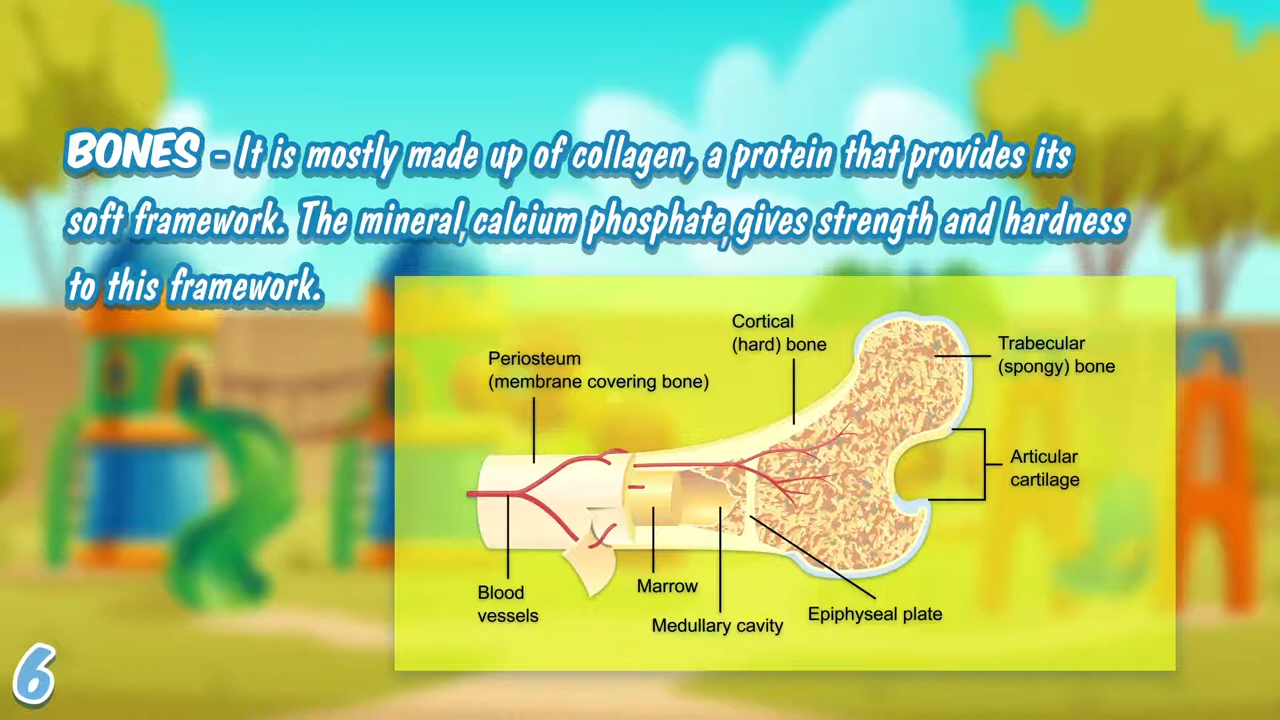 BONES - It is mostly made up of collagen, a protein that provides its
soft framework. The mineral, calcium phosphate, gives strength and hardness
to this framework.
Cortical
(hard) bone
Trabecular
(spongy) bone
Periosteum
(membrane covering bone)
Articular
cartilage
Blood
vessels
Marrow
Medullary cavity
Epiphyseal plate
6